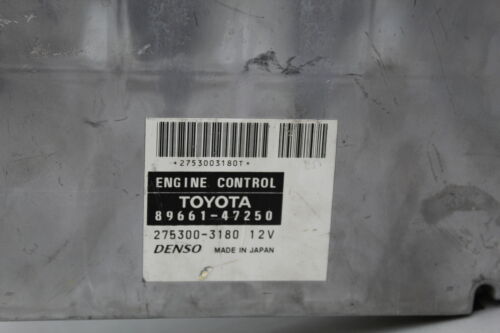 *2753003180T*
ENGINE CONTROL
TOYOTA
89661-47250
275300-3180 12V
DENSO MADE IN JAPAN